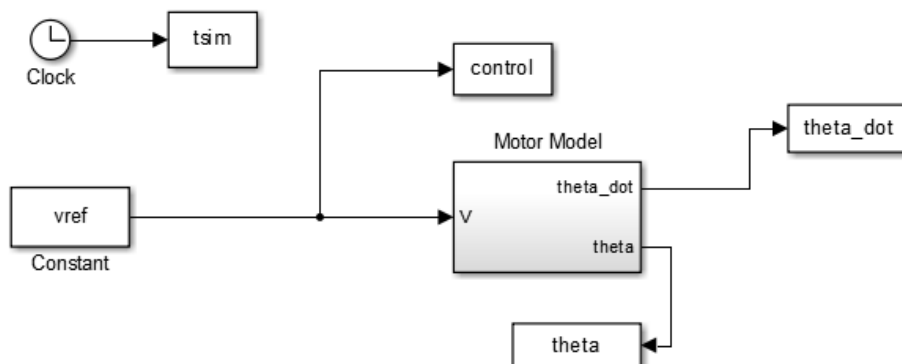 tsim
Clock
control
theta_dot
Motor Model
theta_dot
V
theta
vref
Constant
theta